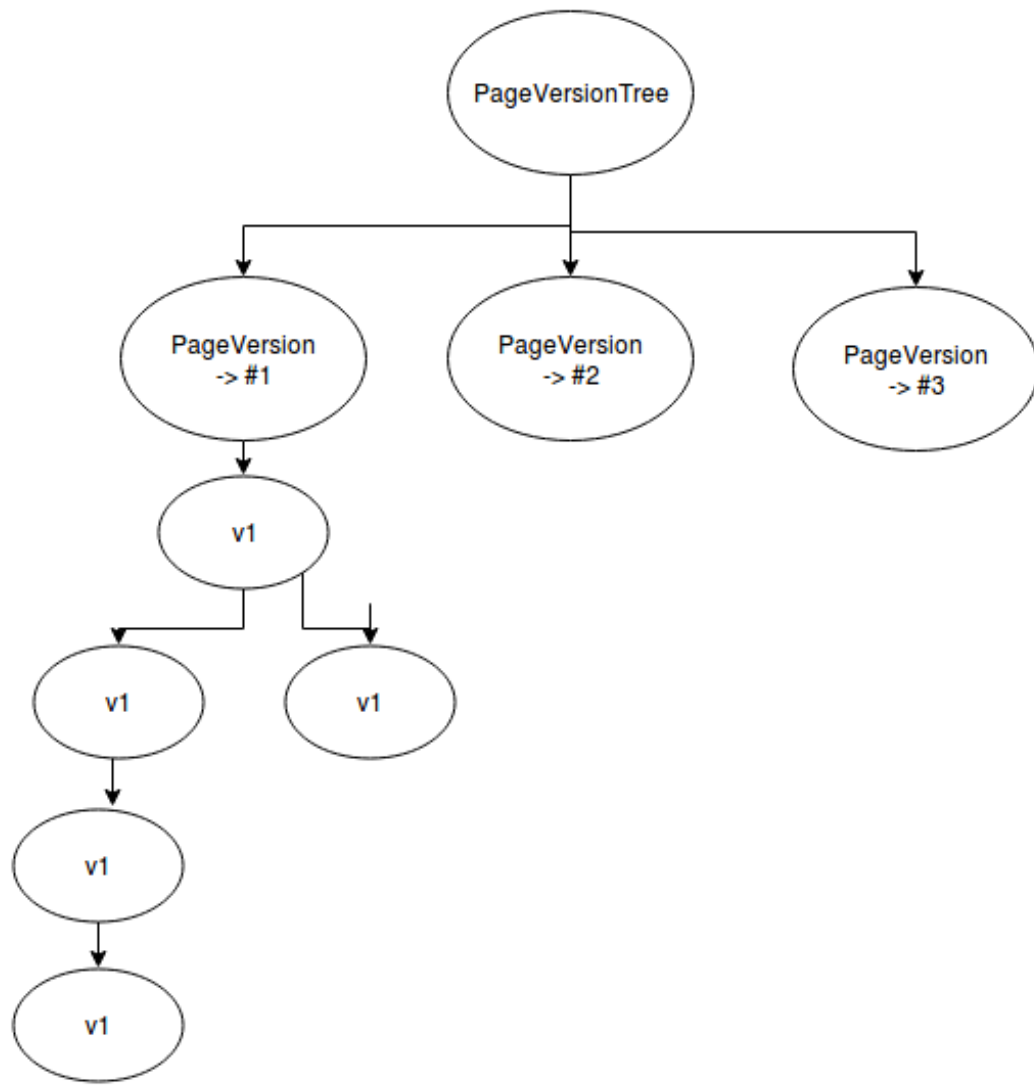 PageVersionTree
PageVersion
-> #1
PageVersion
-> #2
PageVersion
-> #3
v1
v1
v1
v1
v1